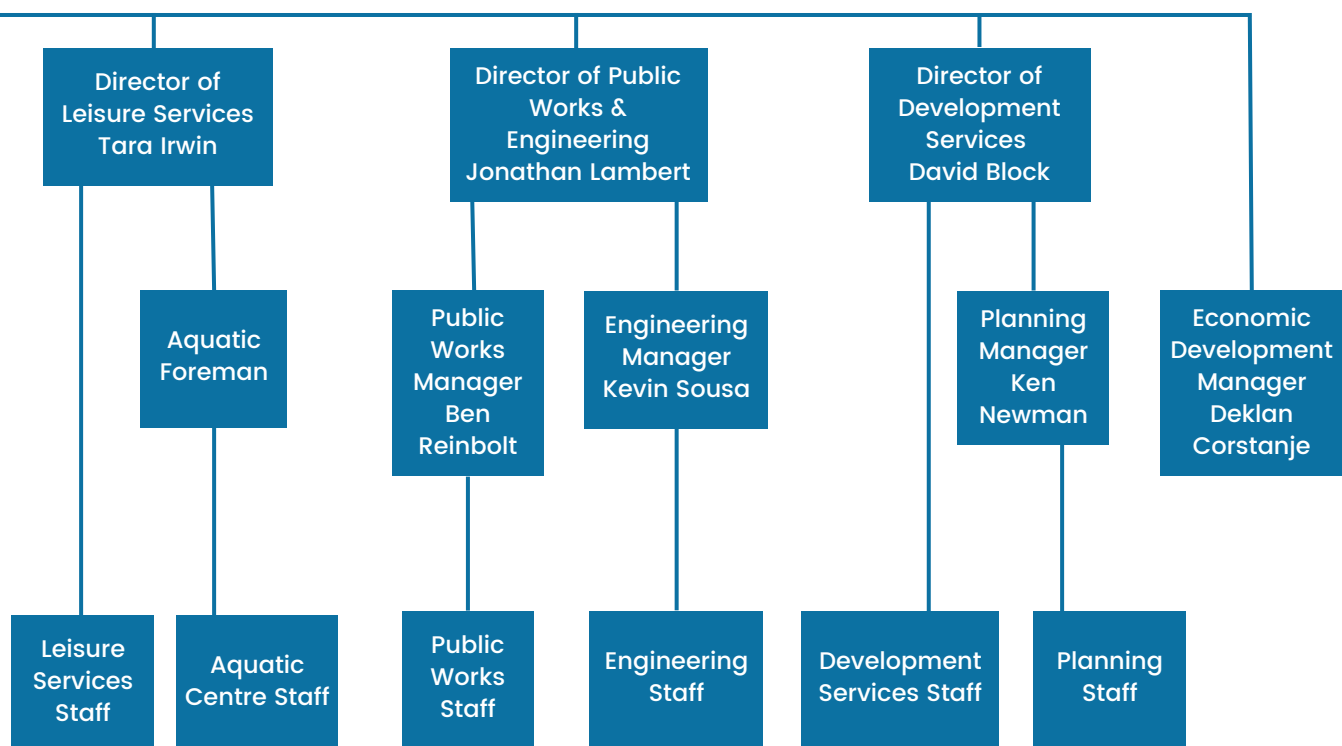 Director of
Leisure Services
Tara Irwin
Director of Public
Works &
Engineering
Jonathan Lambert
Director of
Development
Services
David Block
Aquatic
Foreman
Public
Works
Manager
Ben
Reinbolt
Engineering
Manager
Kevin Sousa
Planning
Manager
Ken
Newman
Economic
Development
Manager
Deklan
Corstanje
Leisure
Services
Staff
Aquatic
Centre Staff
Public
Works
Staff
Engineering
Staff
Development
Services Staff
Planning
Staff